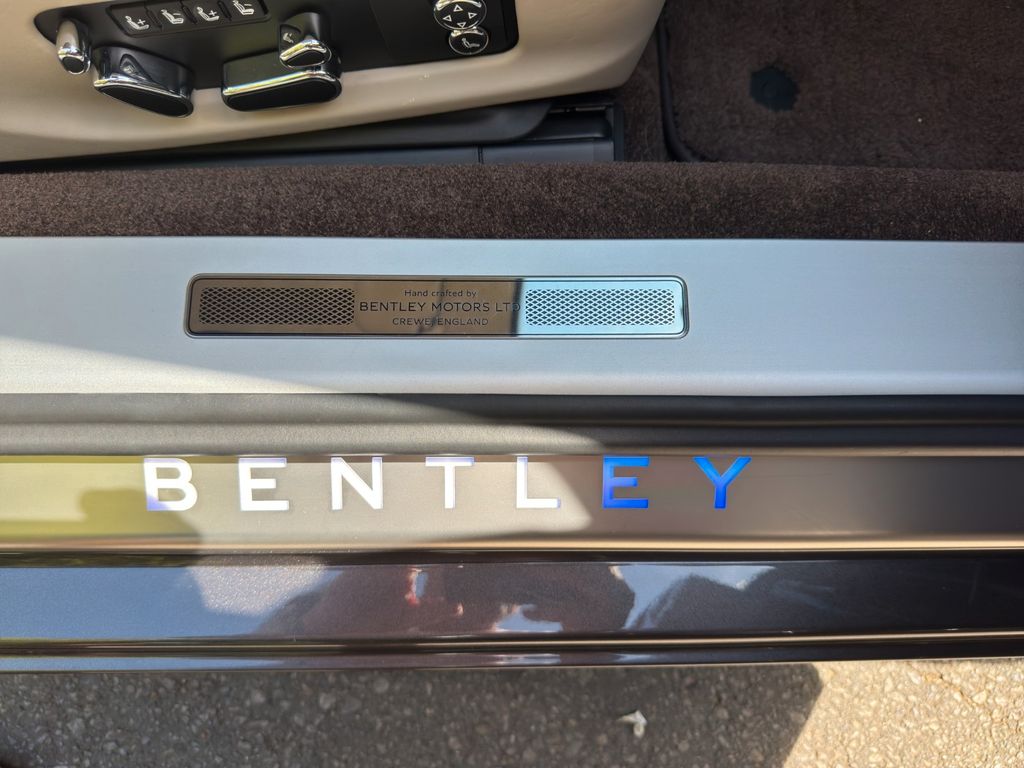 Hand crafted by
BENTLEY MOTORS LTD
CREWE ENGLAND
BENTLEY